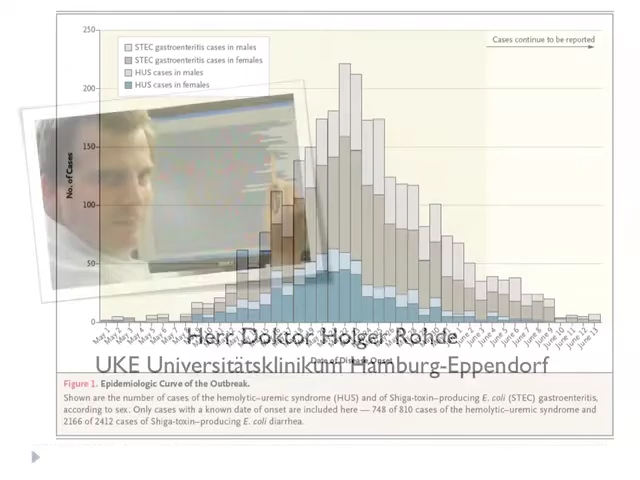 250
Cases continue to be reported
STEC gastroenteritis cases in males
STEC gastroenteritis cases in females
HUS cases in males
HUS cases in females
200
150
No. of Cases
100
50
0
Herr Doktor Holger Rohde
Date of Disease Onset
UKE Universitätsklinikum Hamburg-Eppendorf
Figure 1. Epidemiologic Curve of the Outbreak.
Shown are the number of cases of the hemolytic–uremic syndrome (HUS) and of Shiga-toxin–producing E. coli (STEC) gastroenteritis,
according to sex. Only cases with a known date of onset are included here — 748 of 810 cases of the hemolytic–uremic syndrome and
2166 of 2412 cases of Shiga-toxin–producing E. coli diarrhea.